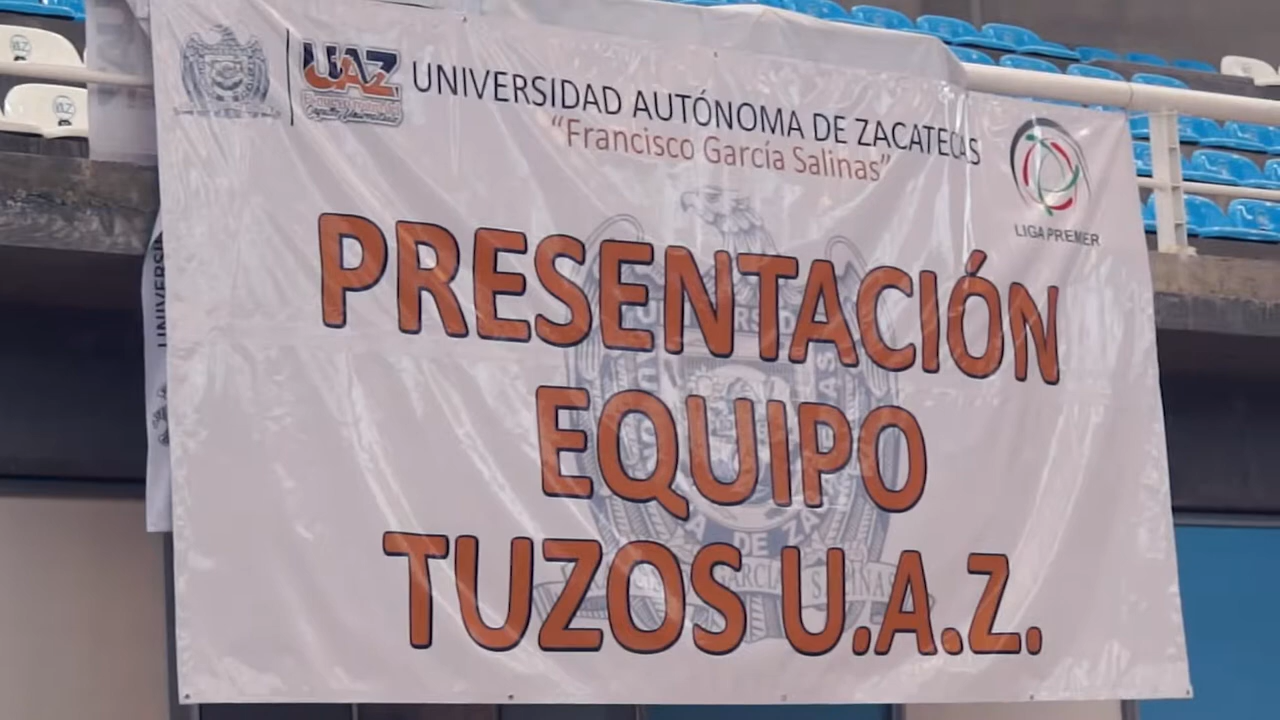 UAZ
UNIVERSIDAD AUTÓNOMA DE ZACATECAS
“Francisco García Salinas”
LIGA PREMIER
PRESENTACIÓN
EQUIPO
TUZOS U.A.Z.